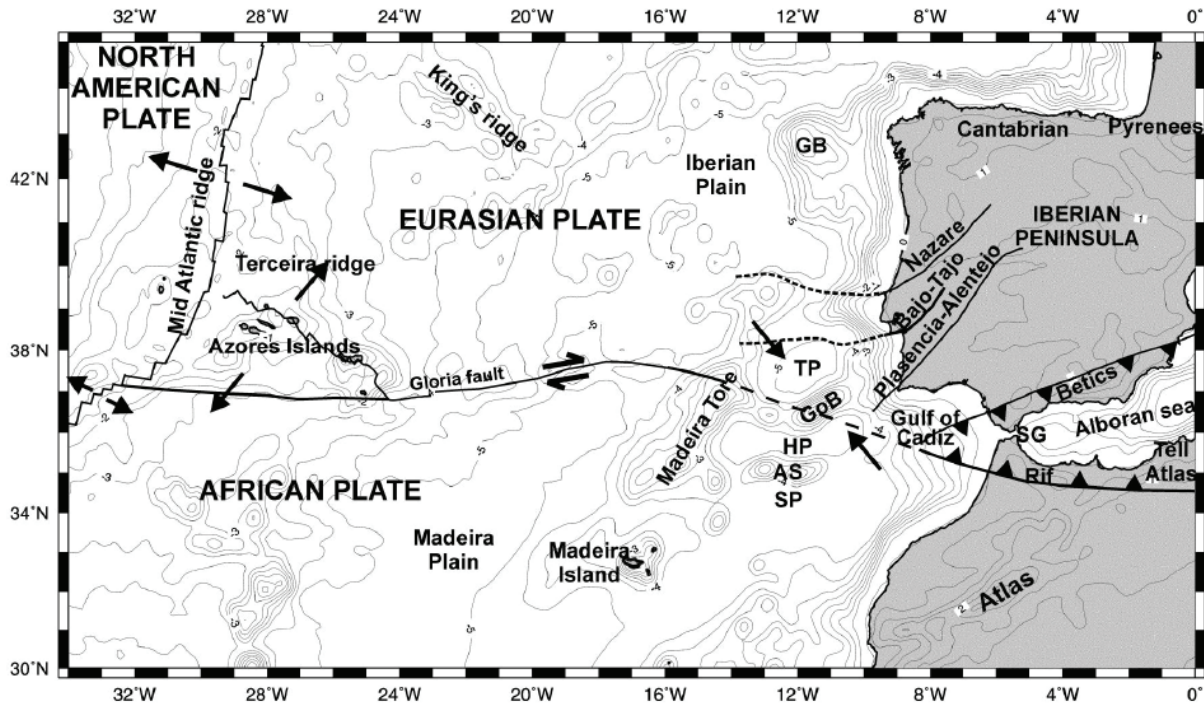 32°W 28°W 24°W 20°W 16°W 12°W 8°W 4°W 0°
NORTH
AMERICAN
PLATE
King's ridge
Cantabrian
Pyrenees
GB
Iberian
Plain
42°N
EURASIAN PLATE
IBERIAN
PENINSULA
Mid Atlantic ridge
Terceira ridge
Nazare
Bajo-Tajo
Plasencia-Alentejo
Azores Islands
38°N
TP
Gloria fault
Betics
Madeira Tore
GoB
Gulf of
Cadiz
Alboran sea
SG
HP
Tell
Atlas
AS
Rif
SP
AFRICAN PLATE
34°N
Madeira
Plain
Madeira
Island
Atlas
30°N
32°W 28°W 24°W 20°W 16°W 12°W 8°W 4°W 0°